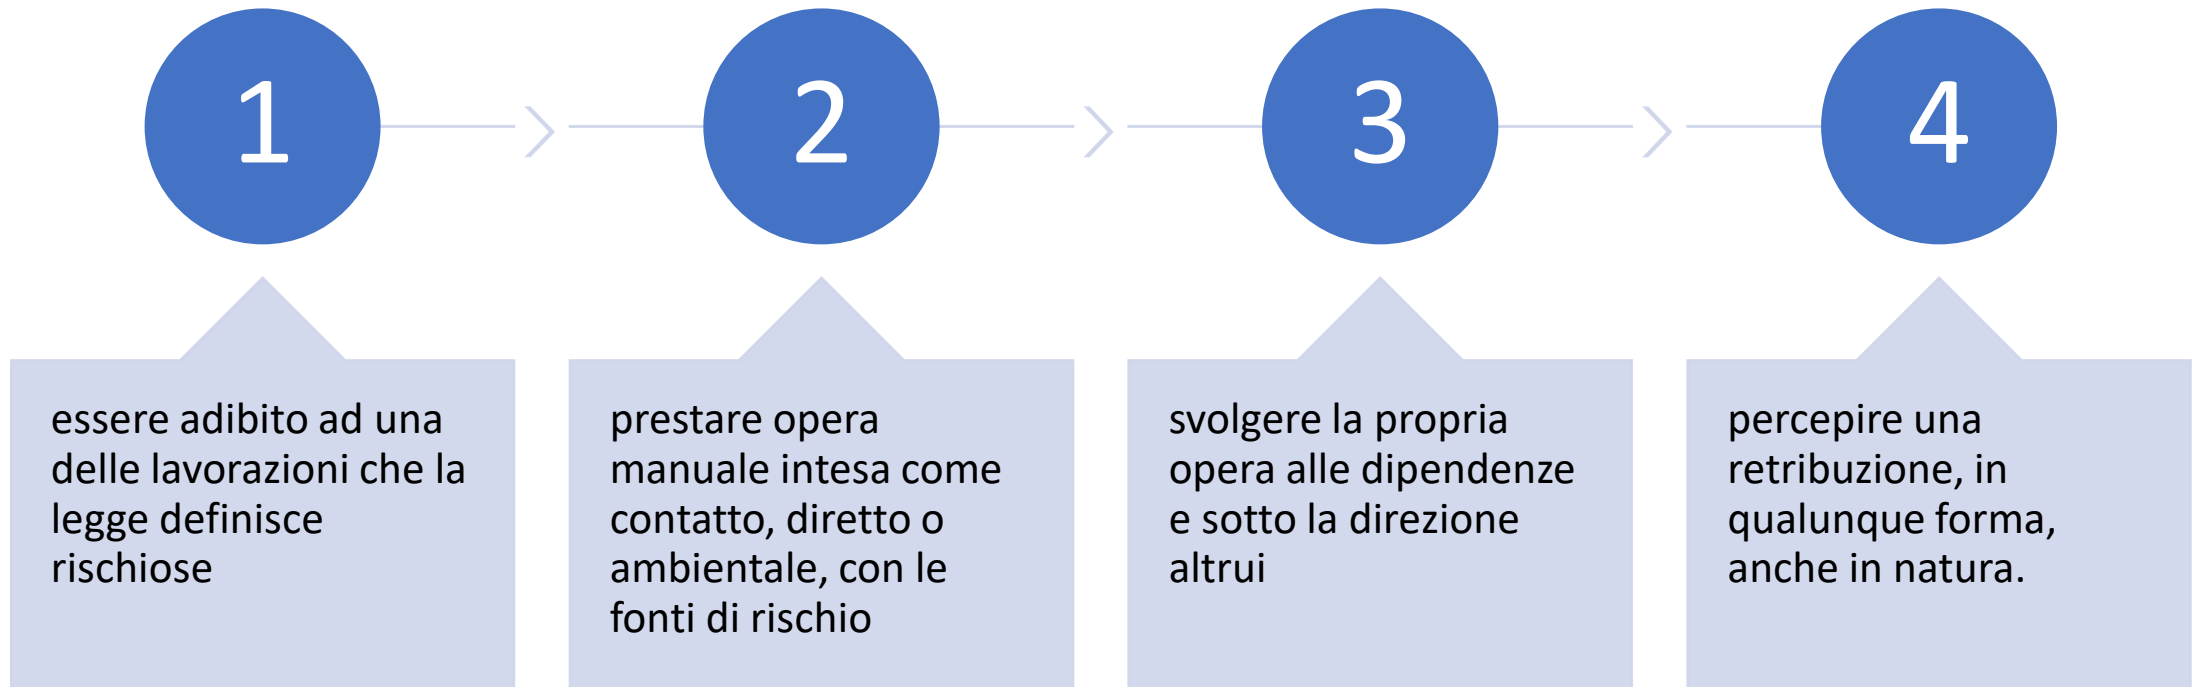 1
2
3
4
essere adibito ad una
delle lavorazioni che la
legge definisce
rischiose
prestare opera
manuale intesa come
contatto, diretto o
ambientale, con le
fonti di rischio
svolgere la propria
opera alle dipendenze
e sotto la direzione
altrui
percepire una
retribuzione, in
qualunque forma,
anche in natura.